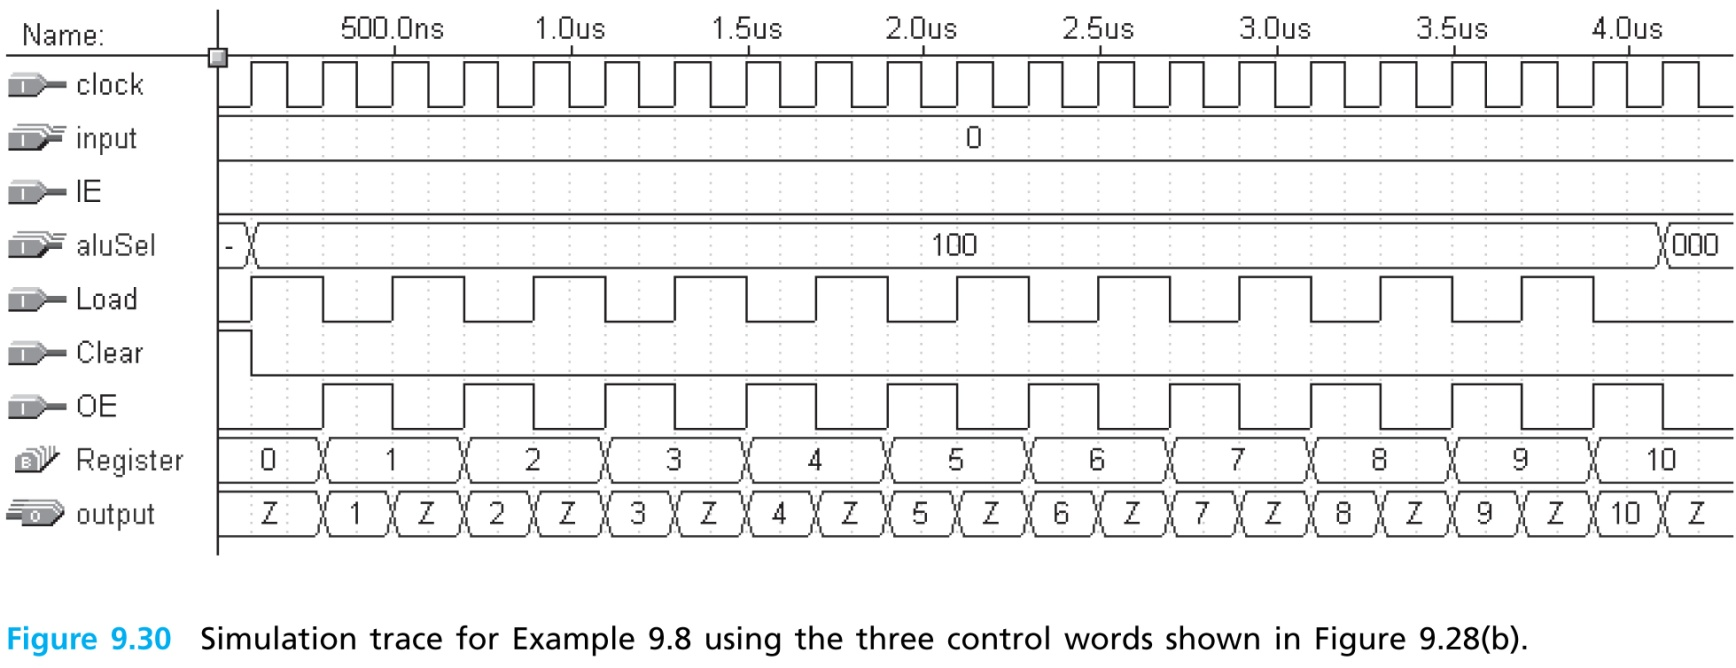 Name: 500.0ns 1.0us 1.5us 2.0us 2.5us 3.0us 3.5us 4.0us
I clock
I input 0
I IE
I aluSel - 100 000
I Load
I Clear
I OE
B Register 0 1 2 3 4 5 6 7 8 9 10
O output Z 1 Z 2 Z 3 Z 4 Z 5 Z 6 Z 7 Z 8 Z 9 Z 10 Z
Figure 9.30 Simulation trace for Example 9.8 using the three control words shown in Figure 9.28(b).